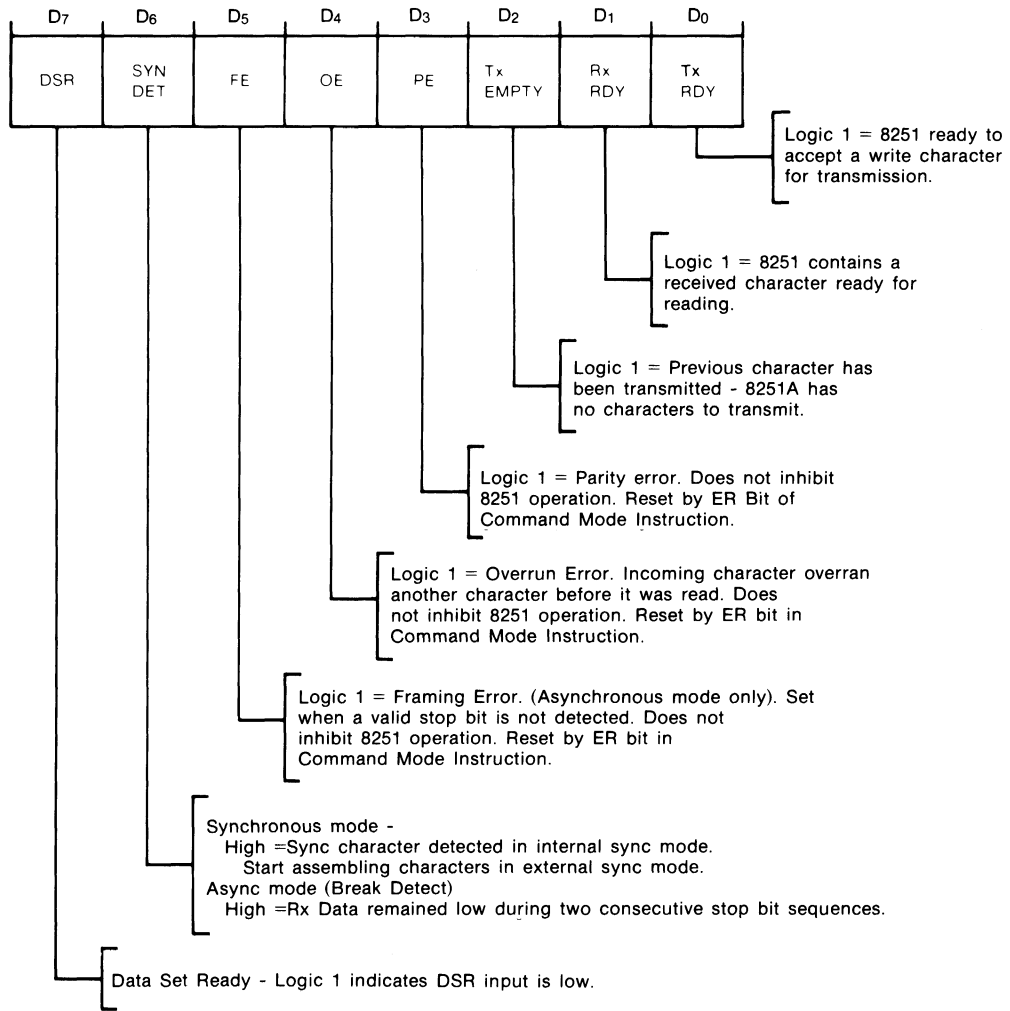 D7 D6 D5 D4 D3 D2 D1 D0
DSR
SYN
DET
FE
OE
PE
Tx
EMPTY
Rx
RDY
Tx
RDY
Logic 1 = 8251 ready to
accept a write character
for transmission.
Logic 1 = 8251 contains a
received character ready for
reading.
Logic 1 = Previous character has
been transmitted - 8251A has
no characters to transmit.
Logic 1 = Parity error. Does not inhibit
8251 operation. Reset by ER Bit of
Command Mode Instruction.
Logic 1 = Overrun Error. Incoming character overran
another character before it was read. Does
not inhibit 8251 operation. Reset by ER bit in
Command Mode Instruction.
Logic 1 = Framing Error. (Asynchronous mode only). Set
when a valid stop bit is not detected. Does not
inhibit 8251 operation. Reset by ER bit in
Command Mode Instruction.
Synchronous mode -
High =Sync character detected in internal sync mode.
Start assembling characters in external sync mode.
Async mode (Break Detect)
High =Rx Data remained low during two consecutive stop bit sequences.
Data Set Ready - Logic 1 indicates DSR input is low.